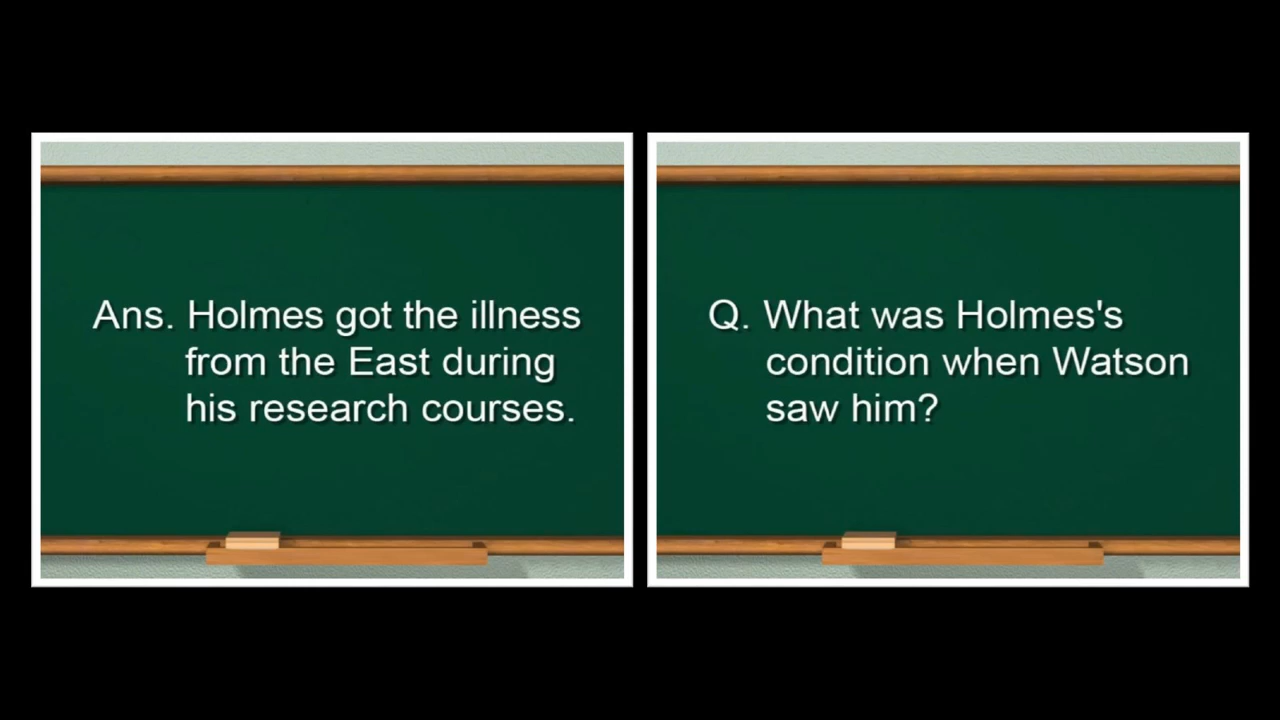 Ans. Holmes got the illness
from the East during
his research courses.
Q. What was Holmes's
condition when Watson
saw him?